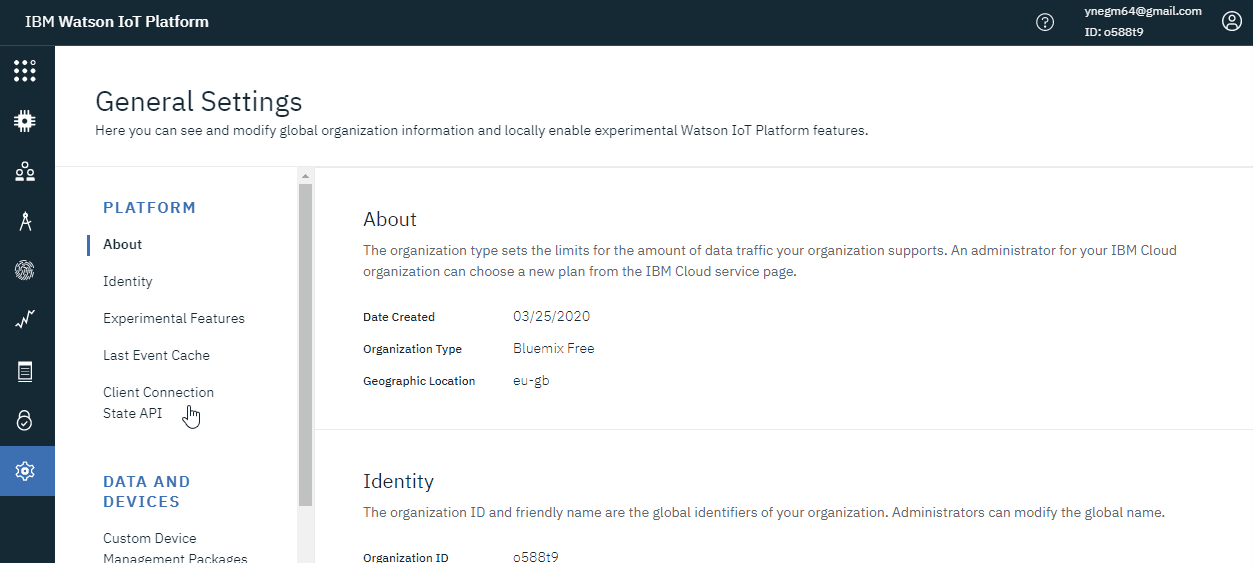 IBM Watson IoT Platform
ynegm64@gmail.com
ID: o588t9
General Settings
Here you can see and modify global organization information and locally enable experimental Watson IoT Platform features.
PLATFORM
About
Identity
Experimental Features
Last Event Cache
Client Connection
State API
DATA AND
DEVICES
Custom Device
Management Packages
About
The organization type sets the limits for the amount of data traffic your organization supports. An administrator for your IBM Cloud
organization can choose a new plan from the IBM Cloud service page.
Date Created 03/25/2020
Organization Type Bluemix Free
Geographic Location eu-gb
Identity
The organization ID and friendly name are the global identifiers of your organization. Administrators can modify the global name.
Organization ID o588t9